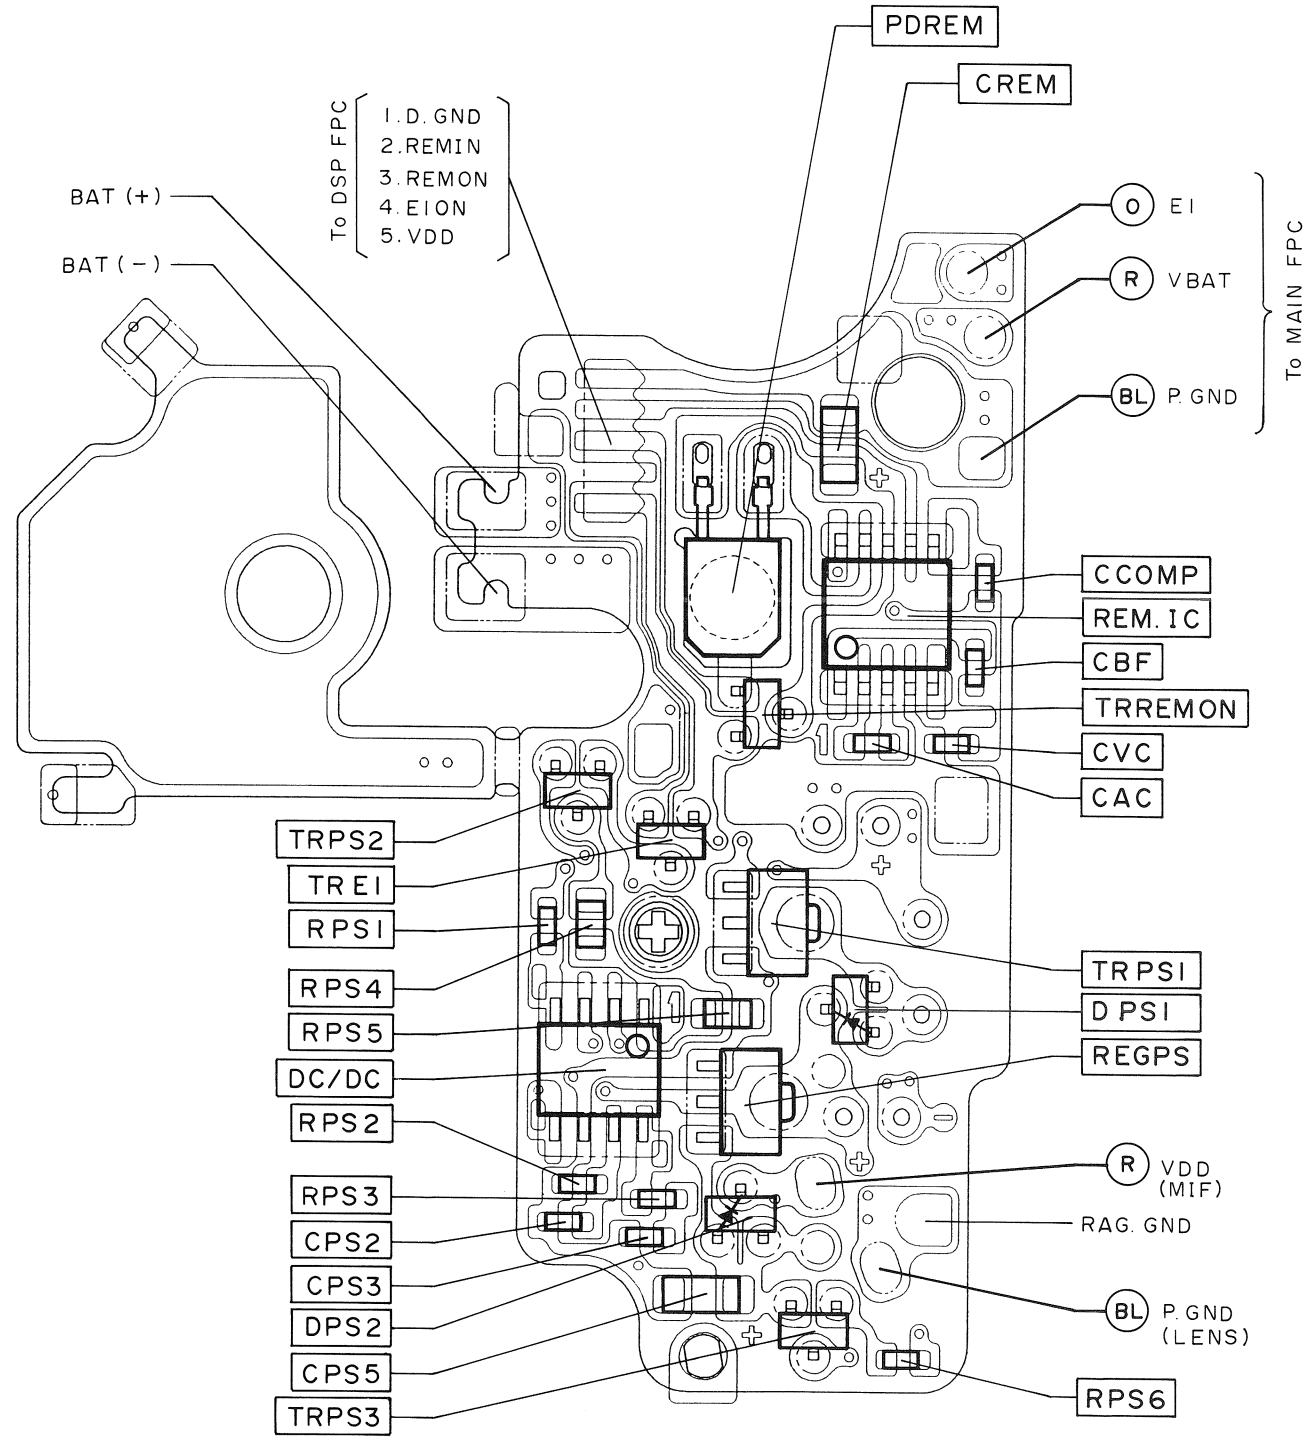 PDREM
CREM
To DSP FPC
1. D. GND
2. REMIN
3. REMON
4. EION
5. VDD
BAT (+)
BAT (-)
O EI
R VBAT
BL P. GND
To MAIN FPC
CCOMP
REM. IC
CBF
TRREMON
CVC
CAC
1
TRPS2
TREI
RPS1
RPS4
RPS5
DC/DC
RPS2
RPS3
CPS2
CPS3
DPS2
CPS5
TRPS3
1
TRPS1
DPS1
REGPS
R VDD
(MIF)
RAG. GND
BL P. GND
(LENS)
RPS6